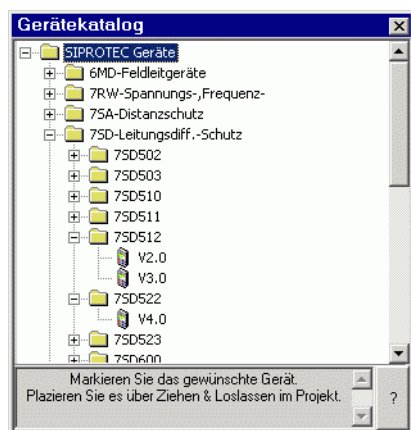 Gerätekatalog
SIPROTEC Geräte
6MD-Feldleitgeräte
7RW-Spannungs-,Frequenz-
7SA-Distanzschutz
7SD-Leitungsdiff.-Schutz
7SD502
7SD503
7SD510
7SD511
7SD512
V2.0
V3.0
7SD522
V4.0
7SD523
7SD600
Markieren Sie das gewünschte Gerät.
Plazieren Sie es über Ziehen & Loslassen im Projekt.
?